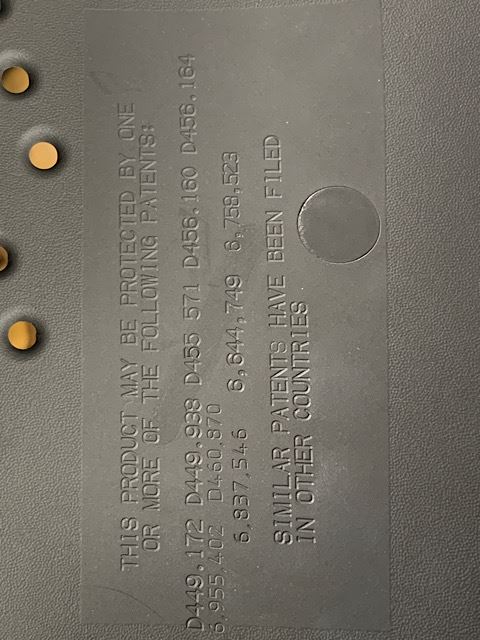 THIS PRODUCT MAY BE PROTECTED BY ONE
OR MORE OF THE FOLLOWING PATENTS:
D449,172 D449,938 D455 571 D456,160 D456,164
6,955,402 D460,870
6,837,546 6,644,749 6,758,523
SIMILAR PATENTS HAVE BEEN FILED
IN OTHER COUNTRIES